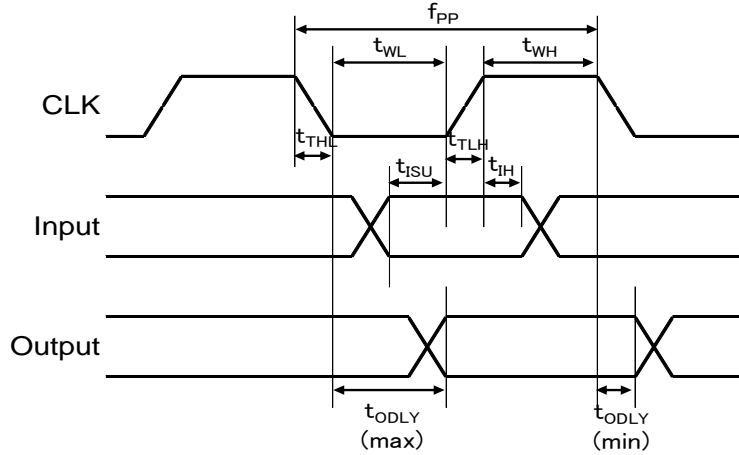 fPP
tWL
tWH
CLK
tTHL
tTLH
tISU
tIH
Input
Output
tODLY
(max)
tODLY
(min)